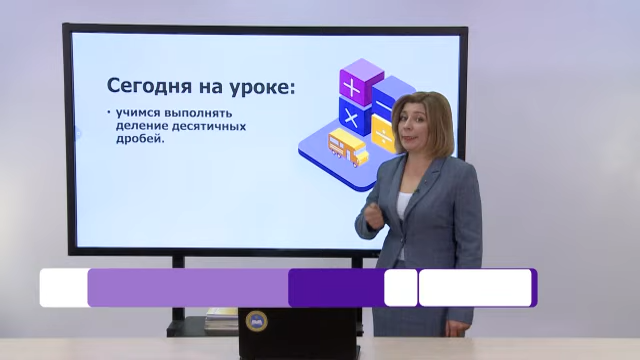 Сегодня на уроке:
• учимся выполнять
деление десятичных
дробей.